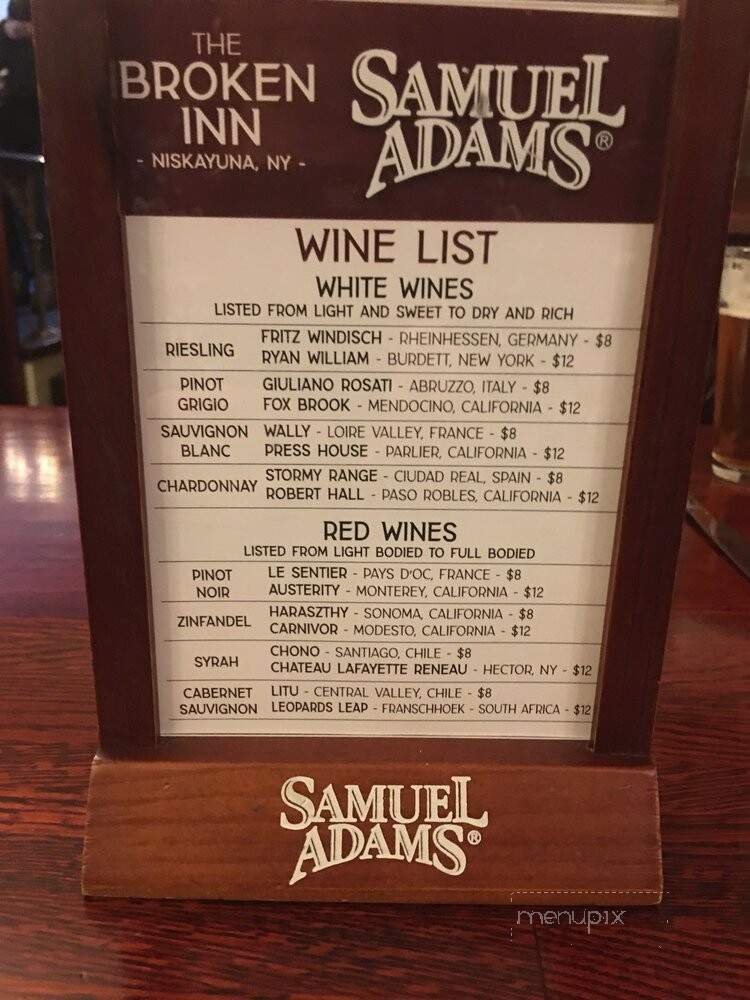 THE
BROKEN
INN
- NISKAYUNA, NY -
SAMUEL
ADAMS®
WINE LIST
WHITE WINES
LISTED FROM LIGHT AND SWEET TO DRY AND RICH
RIESLING
FRITZ WINDISCH - RHEINHESSEN, GERMANY - $8
RYAN WILLIAM - BURDETT, NEW YORK - $12
PINOT
GRIGIO
GIULIANO ROSATI - ABRUZZO, ITALY - $8
FOX BROOK - MENDOCINO, CALIFORNIA - $12
SAUVIGNON
BLANC
WALLY - LOIRE VALLEY, FRANCE - $8
PRESS HOUSE - PARLIER, CALIFORNIA - $12
CHARDONNAY
STORMY RANGE - CIUDAD REAL, SPAIN - $8
ROBERT HALL - PASO ROBLES, CALIFORNIA - $12
RED WINES
LISTED FROM LIGHT BODIED TO FULL BODIED
PINOT
NOIR
LE SENTIER - PAYS D'OC, FRANCE - $8
AUSTERITY - MONTEREY, CALIFORNIA - $12
ZINFANDEL
HARASZTHY - SONOMA, CALIFORNIA - $8
CARNIVOR - MODESTO, CALIFORNIA - $12
SYRAH
CHONO - SANTIAGO, CHILE - $8
CHATEAU LAFAYETTE RENEAU - HECTOR, NY - $12
CABERNET
SAUVIGNON
LITU - CENTRAL VALLEY, CHILE - $8
LEOPARDS LEAP - FRANSCHHOEK - SOUTH AFRICA - $12
SAMUEL
ADAMS®
menupix